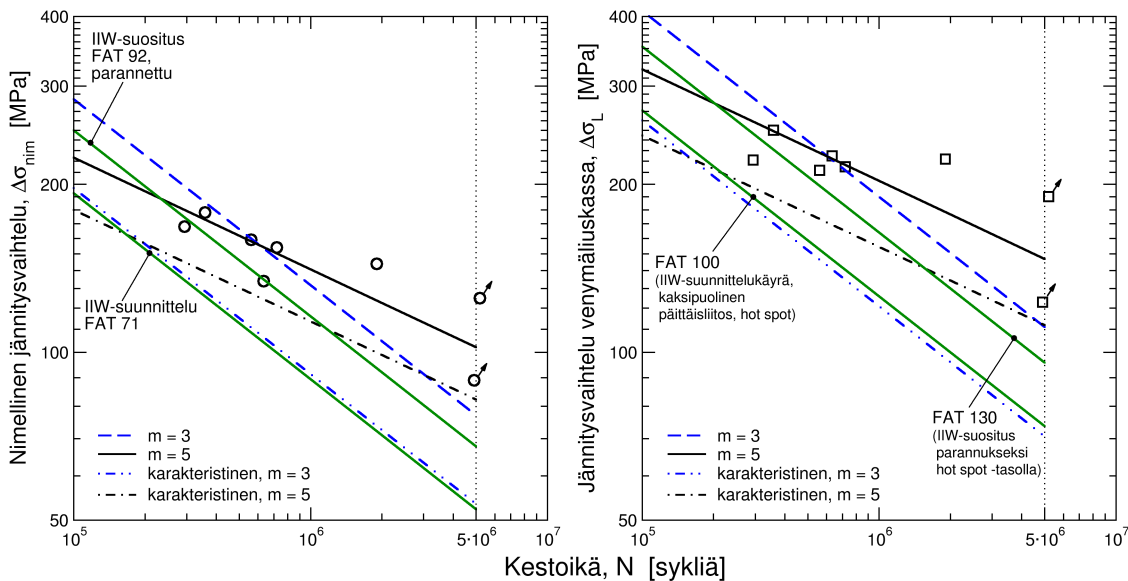 Nimellinen jännitysvaihtelu, Δσnim [MPa]
400
300
200
100
50
IIW-suositus
FAT 92,
parannettu
IIW-suunnittelu
FAT 71
m = 3
m = 5
karakteristinen, m = 3
karakteristinen, m = 5
10^5
10^6
5·10^6
10^7
Jännitysvaihtelu venymäliuskassa, ΔσL [MPa]
400
300
200
100
50
FAT 100
(IIW-suunnittelukäyrä,
kaksipuolinen
päittäisliitos, hot spot)
FAT 130
(IIW-suositus
parannukseksi
hot spot -tasolla)
m = 3
m = 5
karakteristinen, m = 3
karakteristinen, m = 5
10^5
10^6
5·10^6
10^7
Kestoikä, N [sykliä]